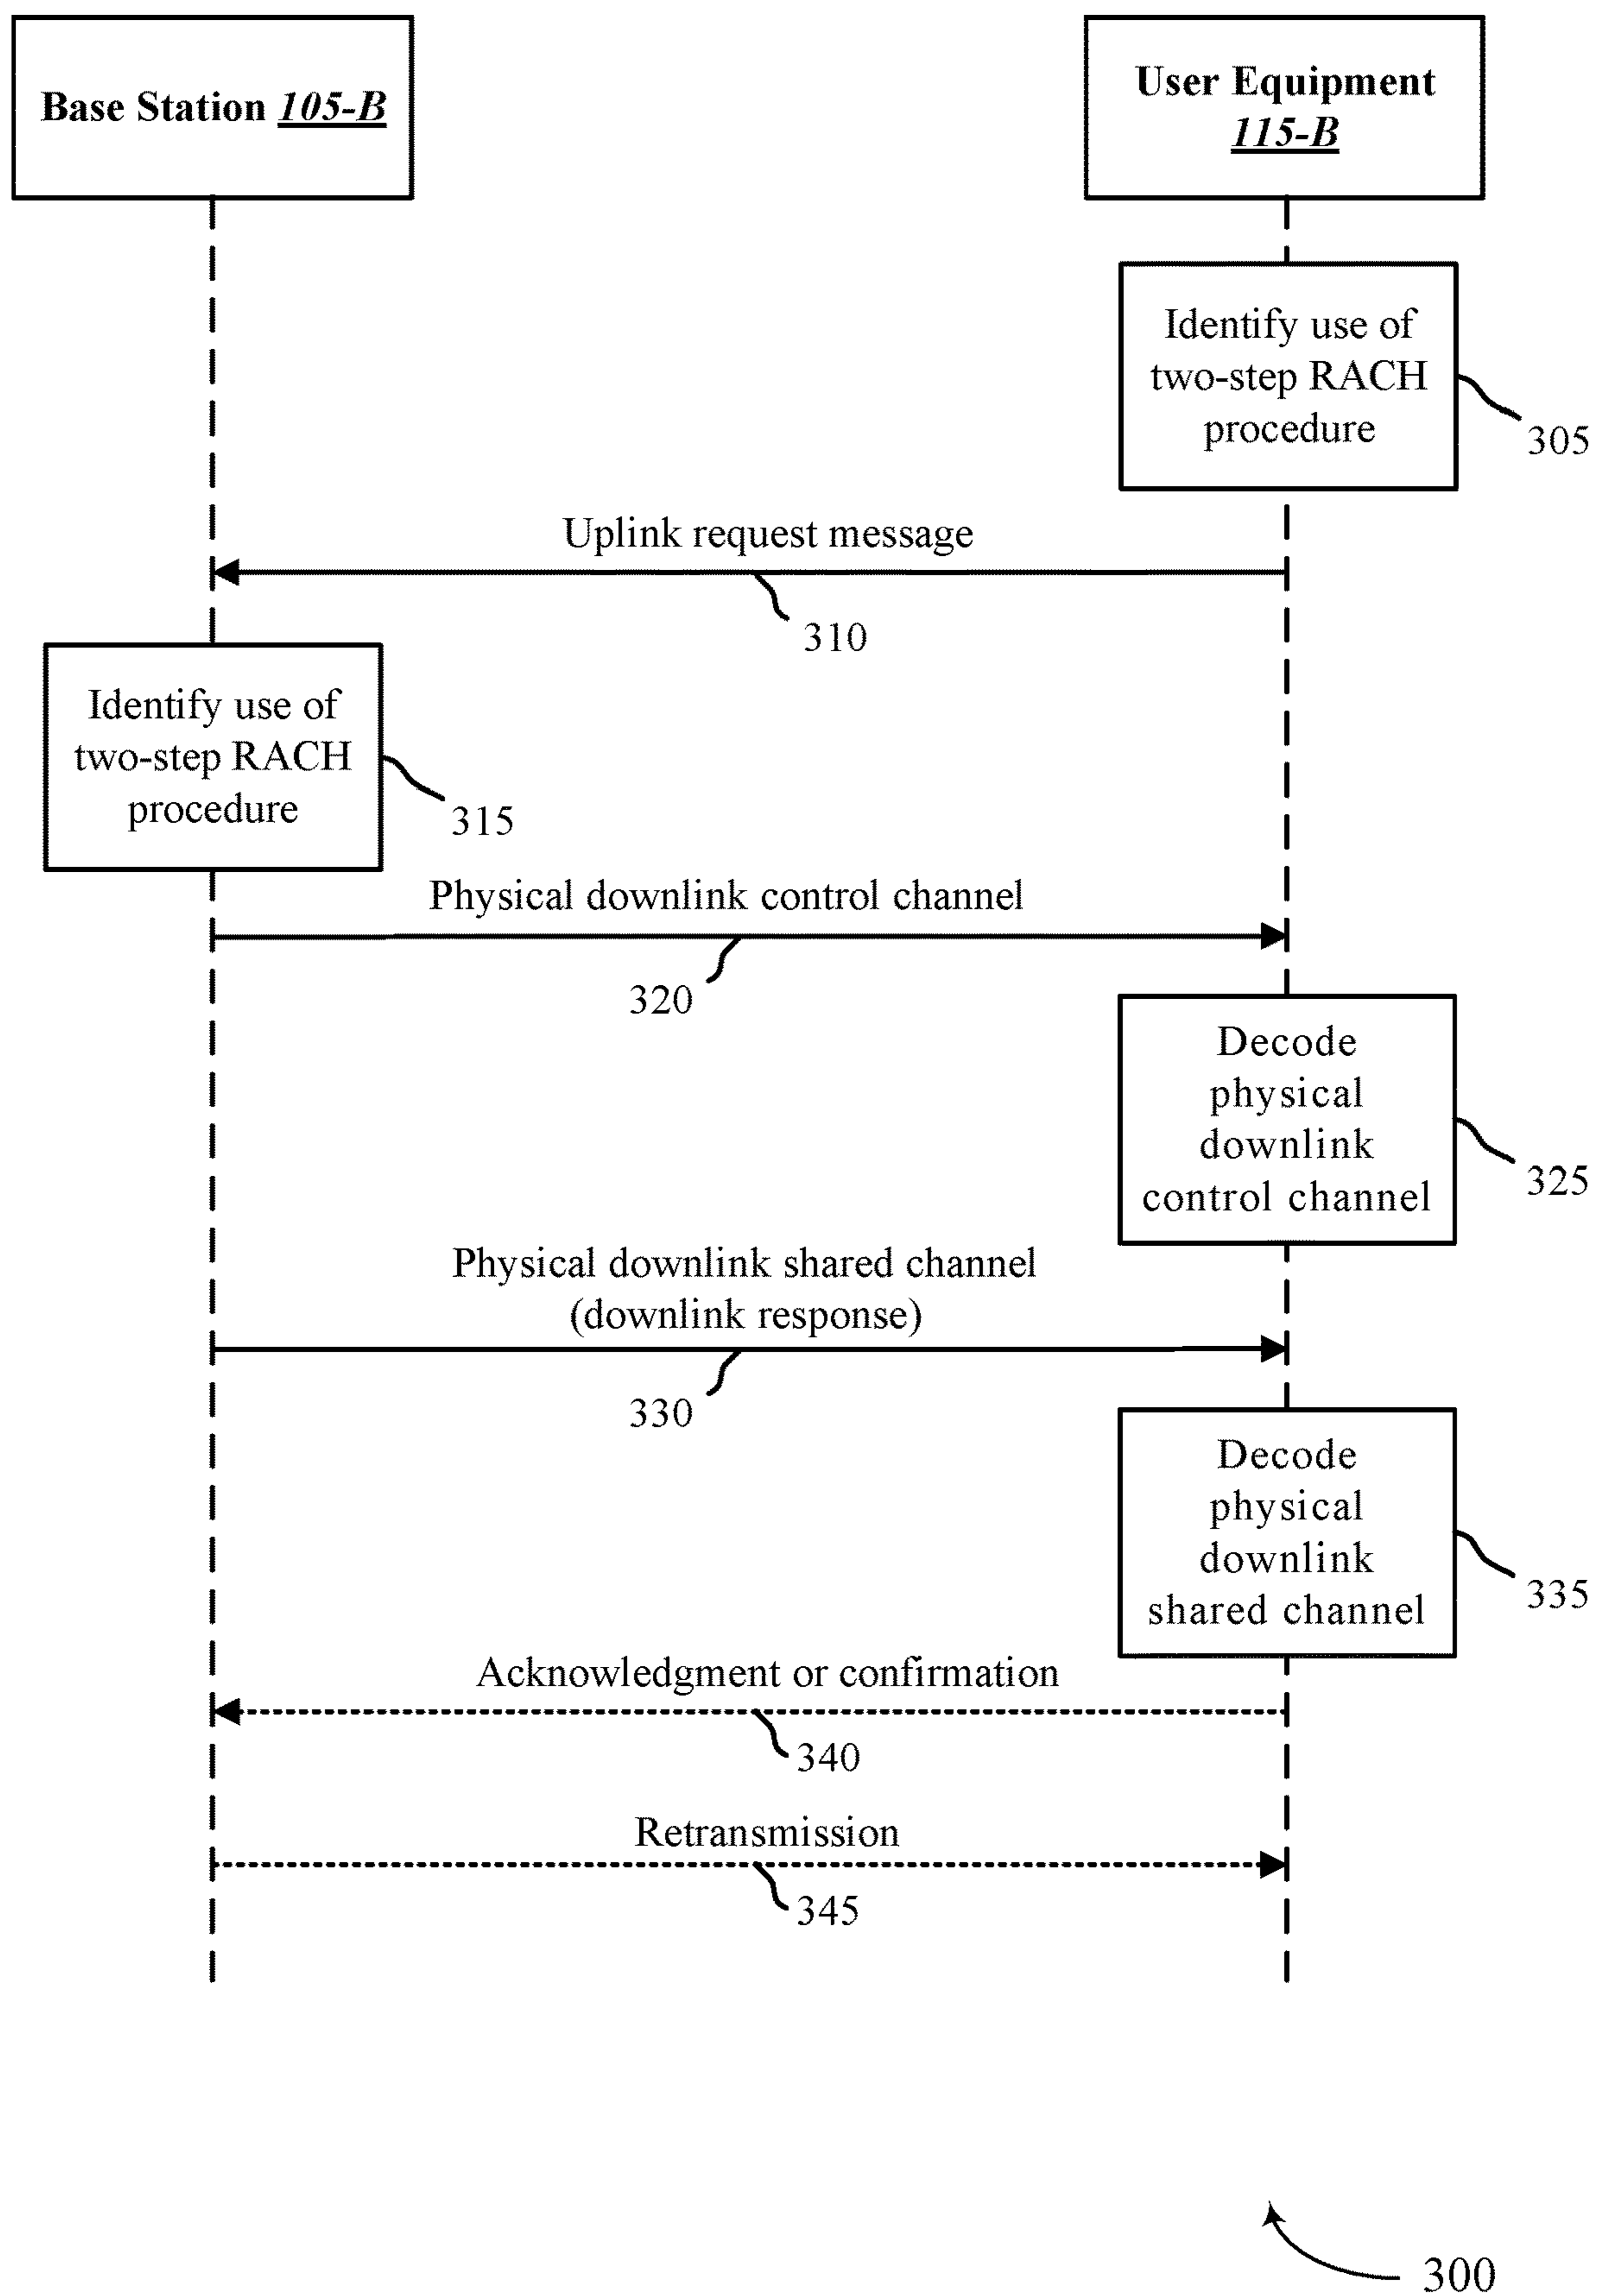 Base Station 105-B
User Equipment
115-B
Identify use of
two-step RACH
procedure
305
Uplink request message
310
Identify use of
two-step RACH
procedure
315
Physical downlink control channel
320
Decode
physical
downlink
control channel
325
Physical downlink shared channel
(downlink response)
330
Decode
physical
downlink
shared channel
335
Acknowledgment or confirmation
340
Retransmission
345
300